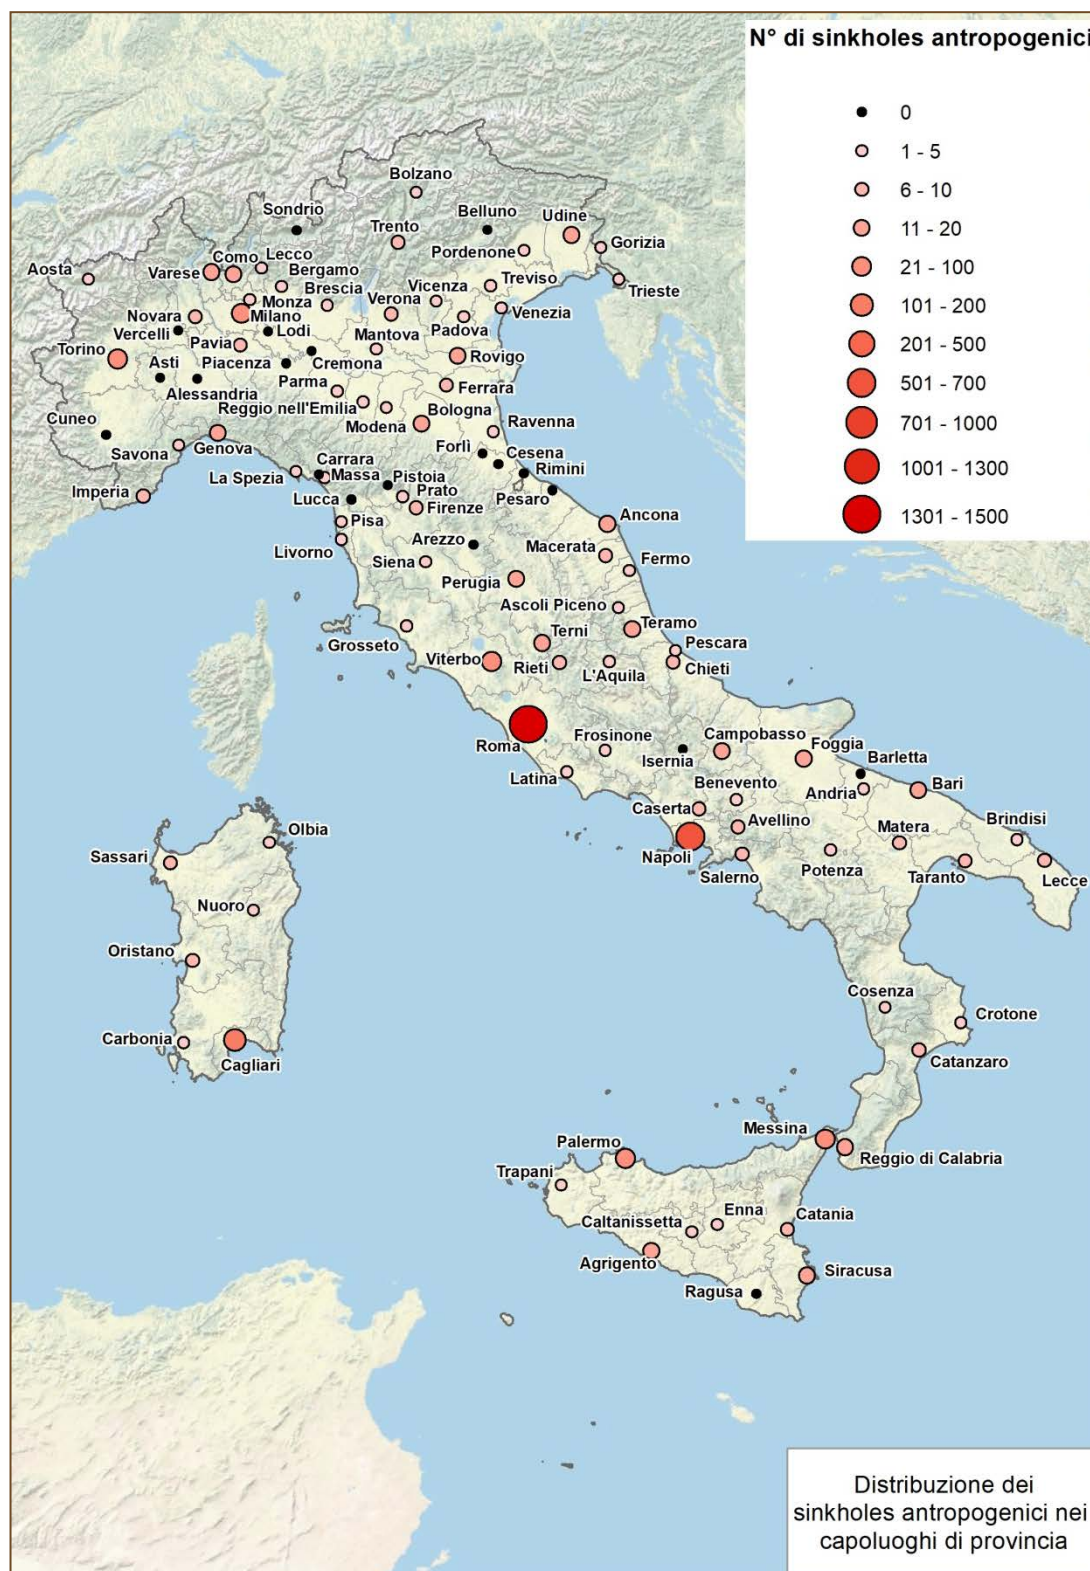 N° di sinkholes antropogenici
0
1 - 5
6 - 10
11 - 20
21 - 100
101 - 200
201 - 500
501 - 700
701 - 1000
1001 - 1300
1301 - 1500
Bolzano
Sondrio
Belluno
Udine
Trento
Pordenone
Gorizia
Como
Lecco
Aosta
Varese
Bergamo
Treviso
Trieste
Brescia
Verona
Vicenza
Monza
Novara
Milano
Venezia
Vercelli
Lodi
Padova
Pavia
Mantova
Torino
Asti
Piacenza
Cremona
Rovigo
Parma
Ferrara
Alessandria
Reggio nell'Emilia
Bologna
Cuneo
Modena
Ravenna
Savona
Genova
Forlì
Cesena
Carrara
Rimini
La Spezia
Massa
Pistoia
Imperia
Lucca
Prato
Pesaro
Firenze
Pisa
Ancona
Arezzo
Macerata
Livorno
Siena
Fermo
Perugia
Ascoli Piceno
Teramo
Grosseto
Terni
Pescara
Viterbo
Rieti
L'Aquila
Chieti
Roma
Frosinone
Campobasso
Foggia
Isernia
Barletta
Latina
Benevento
Andria
Bari
Caserta
Avellino
Brindisi
Matera
Olbia
Napoli
Sassari
Salerno
Potenza
Taranto
Lecce
Nuoro
Oristano
Cosenza
Crotone
Carbonia
Cagliari
Catanzaro
Messina
Palermo
Reggio di Calabria
Trapani
Enna
Catania
Caltanissetta
Agrigento
Siracusa
Ragusa
Distribuzione dei
sinkholes antropogenici nei
capoluoghi di provincia